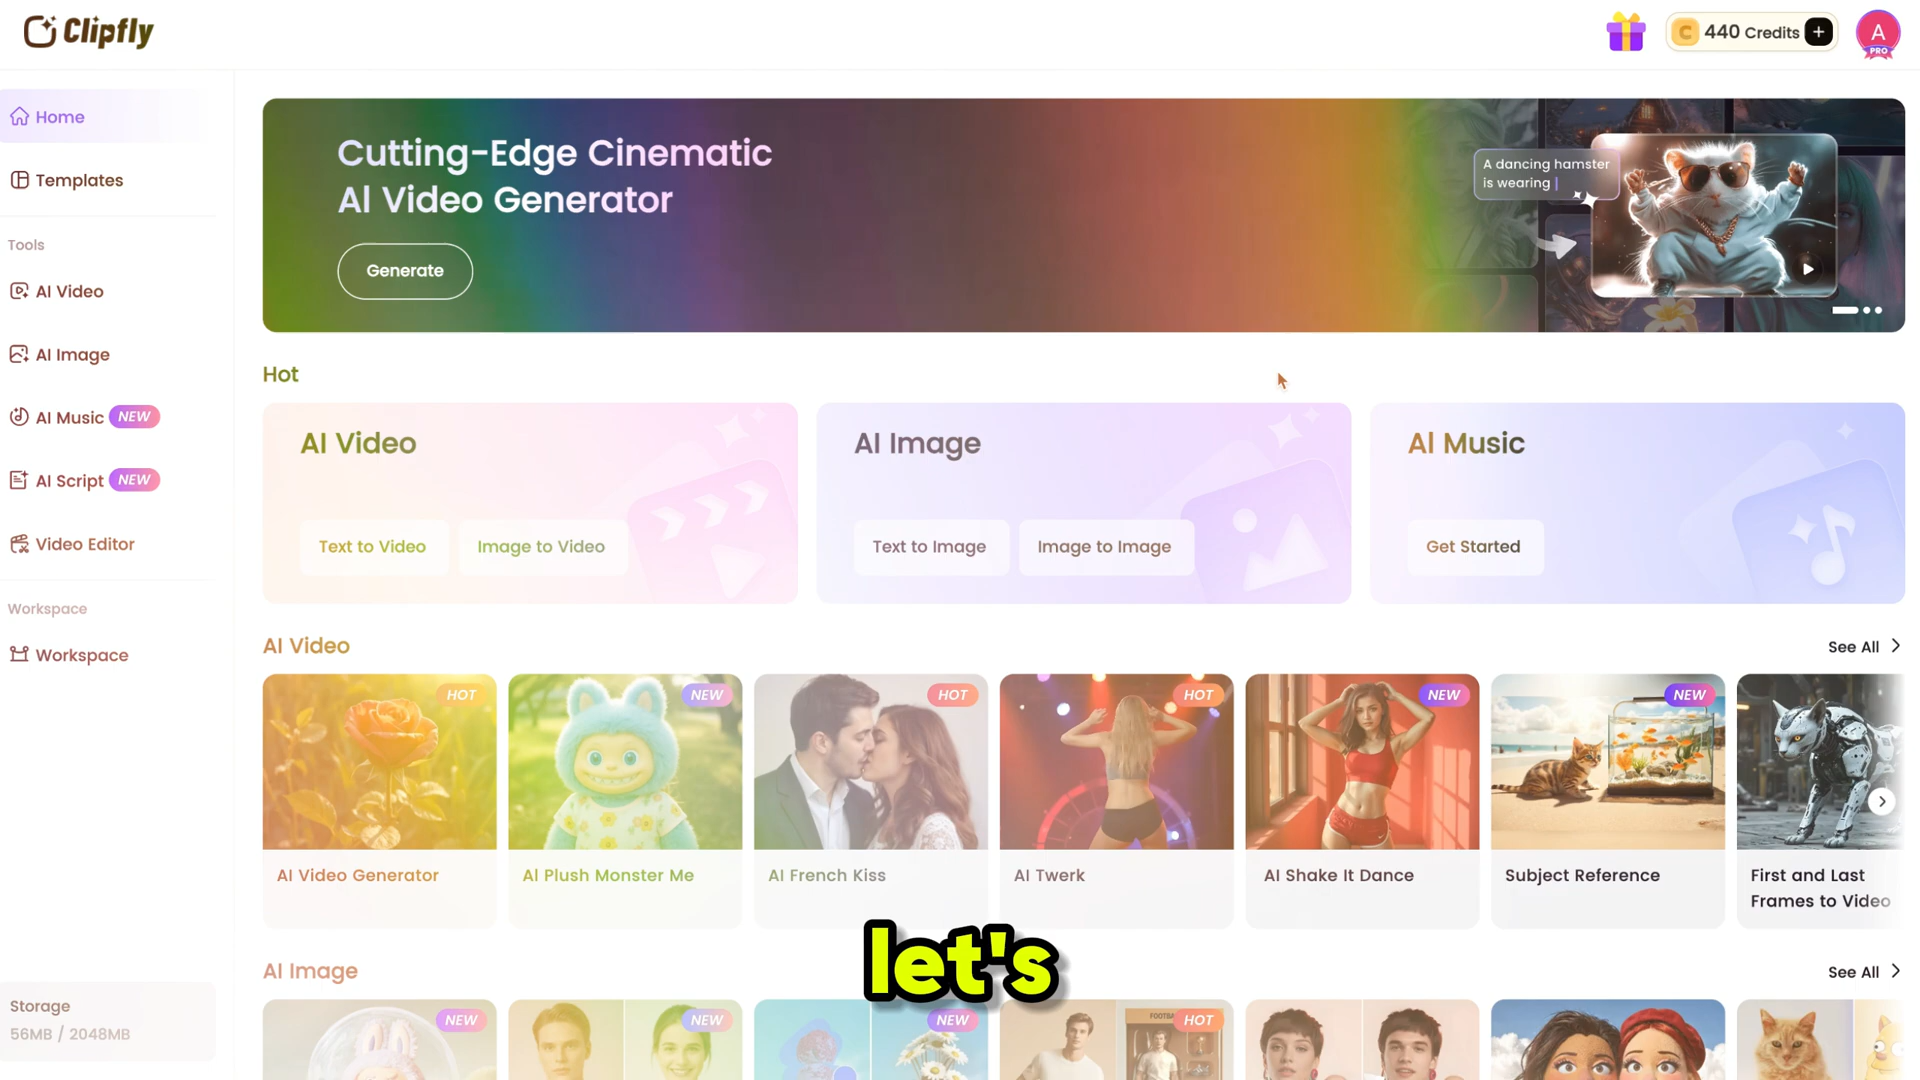 Clipfly
C 440 Credits +
A
PRO
Home
Templates
Tools
AI Video
AI Image
AI Music NEW
AI Script NEW
Video Editor
Workspace
Workspace
Storage
56MB / 2048MB
Cutting-Edge Cinematic
AI Video Generator
Generate
A dancing hamster
is wearing
Hot
AI Video
Text to Video
Image to Video
AI Image
Text to Image
Image to Image
AI Music
Get Started
AI Video
See All
HOT
NEW
HOT
HOT
NEW
NEW
AI Video Generator
AI Plush Monster Me
AI French Kiss
AI Twerk
AI Shake It Dance
Subject Reference
First and Last
Frames to Video
let's
AI Image
See All
NEW
NEW
NEW
HOT